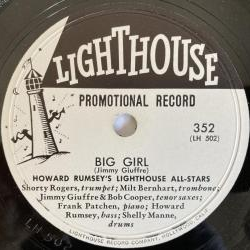 LIGHTHOUSE
PROMOTIONAL RECORD
352
(LH 502)
BIG GIRL
(Jimmy Giuffre)
HOWARD RUMSEY'S LIGHTHOUSE ALL-STARS
Shorty Rogers, trumpet; Milt Bernhart, trombone;
Jimmy Giuffre & Bob Cooper, tenor saxes;
Frank Patchen, piano; Howard
Rumsey, bass; Shelly Manne,
drums